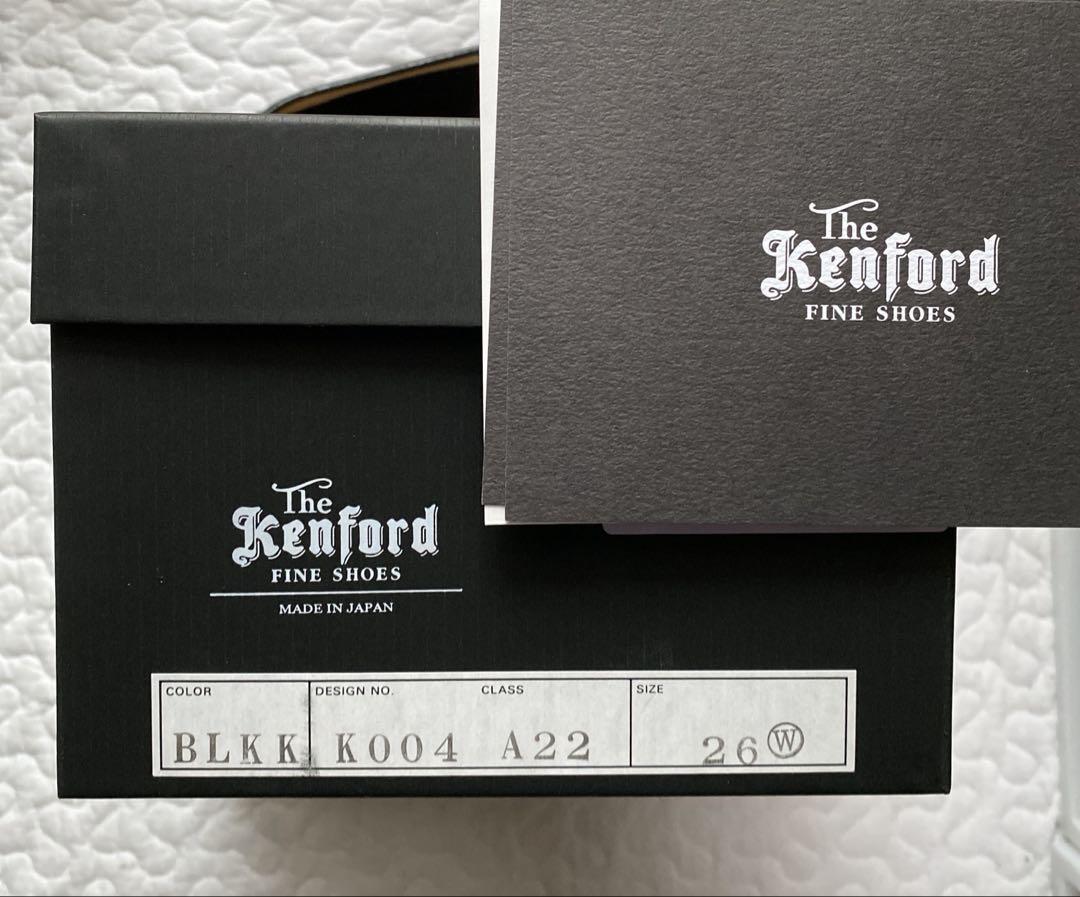 The
Kenford
FINE SHOES
The
Kenford
FINE SHOES
MADE IN JAPAN
COLOR DESIGN NO. CLASS SIZE
BLKK K004 A22 26 Ⓦ